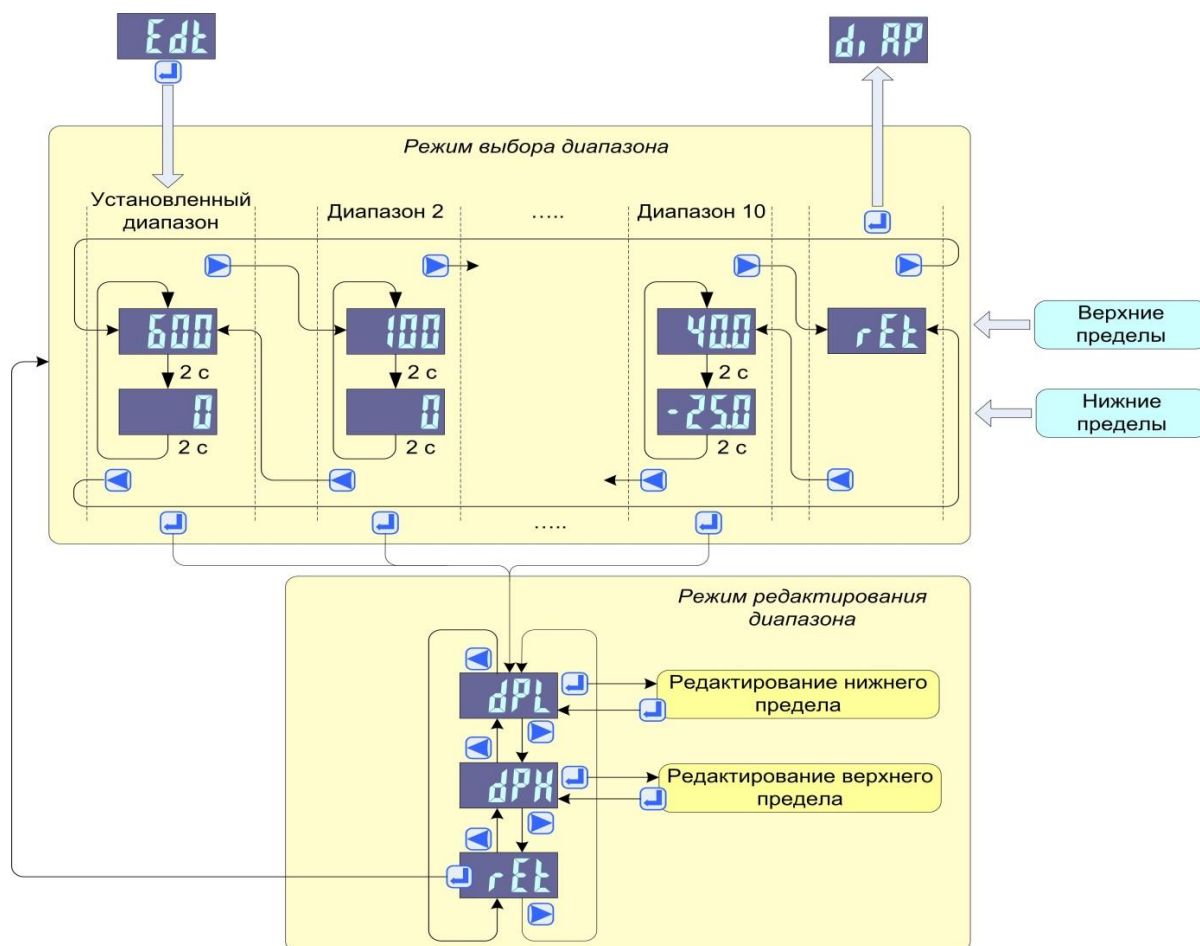 Edt
di AP
Режим выбора диапазона
Установленный
диапазон
Диапазон 2
.....
Диапазон 10
600
100
40.0
rEt
2 с
2 с
2 с
0
0
-25.0
2 с
2 с
2 с
.....
Верхние
пределы
Нижние
пределы
Режим редактирования
диапазона
dPL
Редактирование нижнего
предела
dPH
Редактирование верхнего
предела
rEt